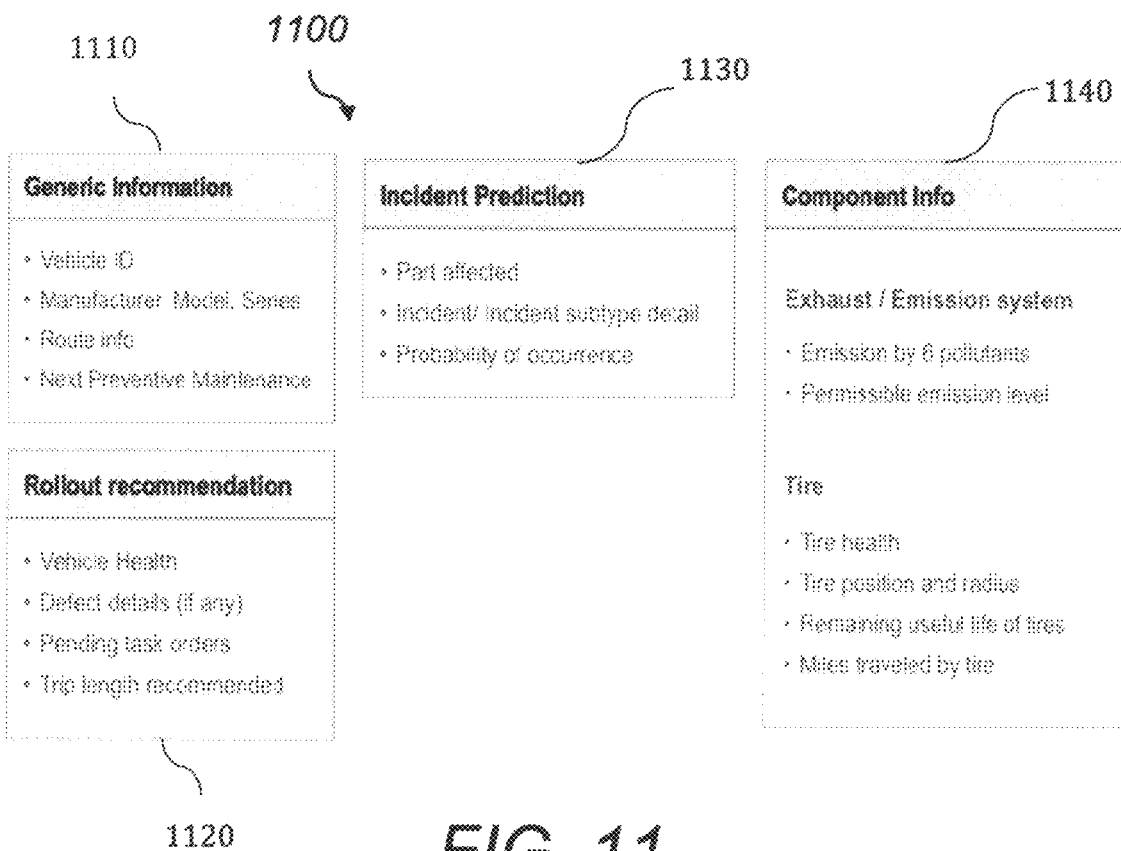 1110
1100
1130
1140
Generic Information
• Vehicle ID
• Manufacturer, Model, Series
• Route info
• Next Preventive Maintenance
Rollout recommendation
• Vehicle Health
• Defect details (if any)
• Pending task orders
• Trip length recommended
1120
Incident Prediction
• Part affected
• Incident/ Incident subtype detail
• Probability of occurrence
Component Info
Exhaust / Emission system
• Emission by 6 pollutants
• Permissible emission level
Tire
• Tire health
• Tire position and radius
• Remaining useful life of tires
• Miles traveled by tire
FIG. 11